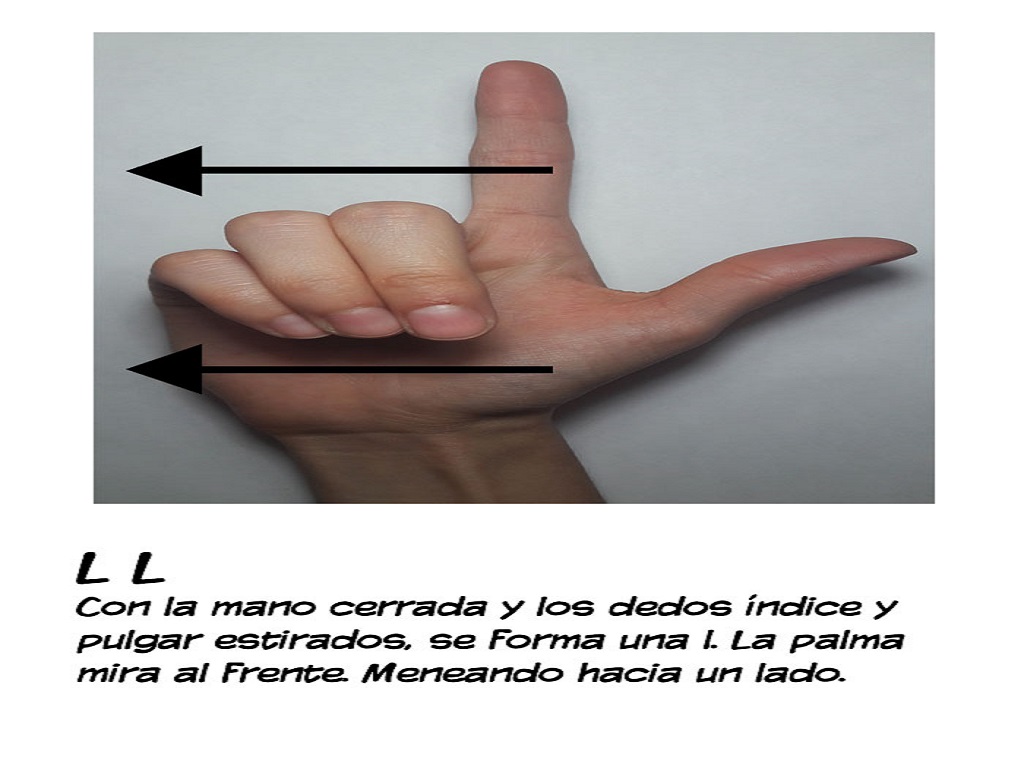 L L
Con la mano cerrada y los dedos índice y
pulgar estirados, se forma una l. La palma
mira al frente. Meneando hacia un lado.